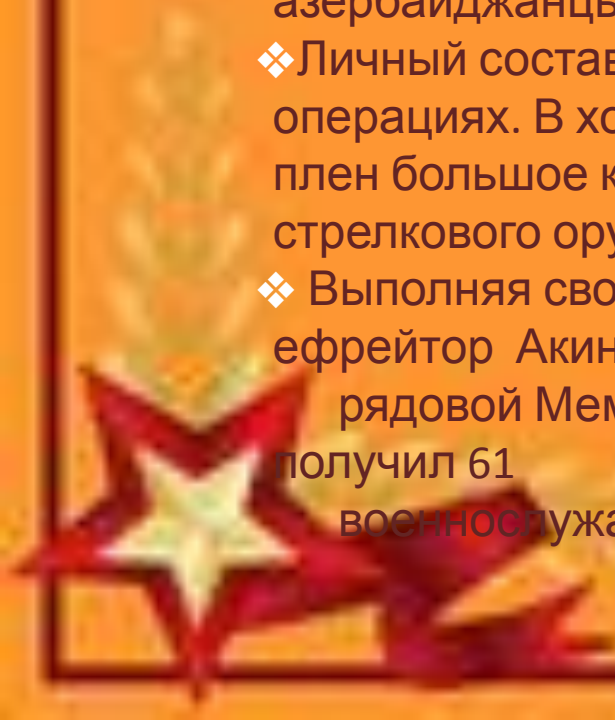 азербайджанцы
❖Личный состав
операциях. В хо
плен большое к
стрелкового ору
❖ Выполняя сво
ефрейтор Акин
рядовой Мем
получил 61
военнослужа